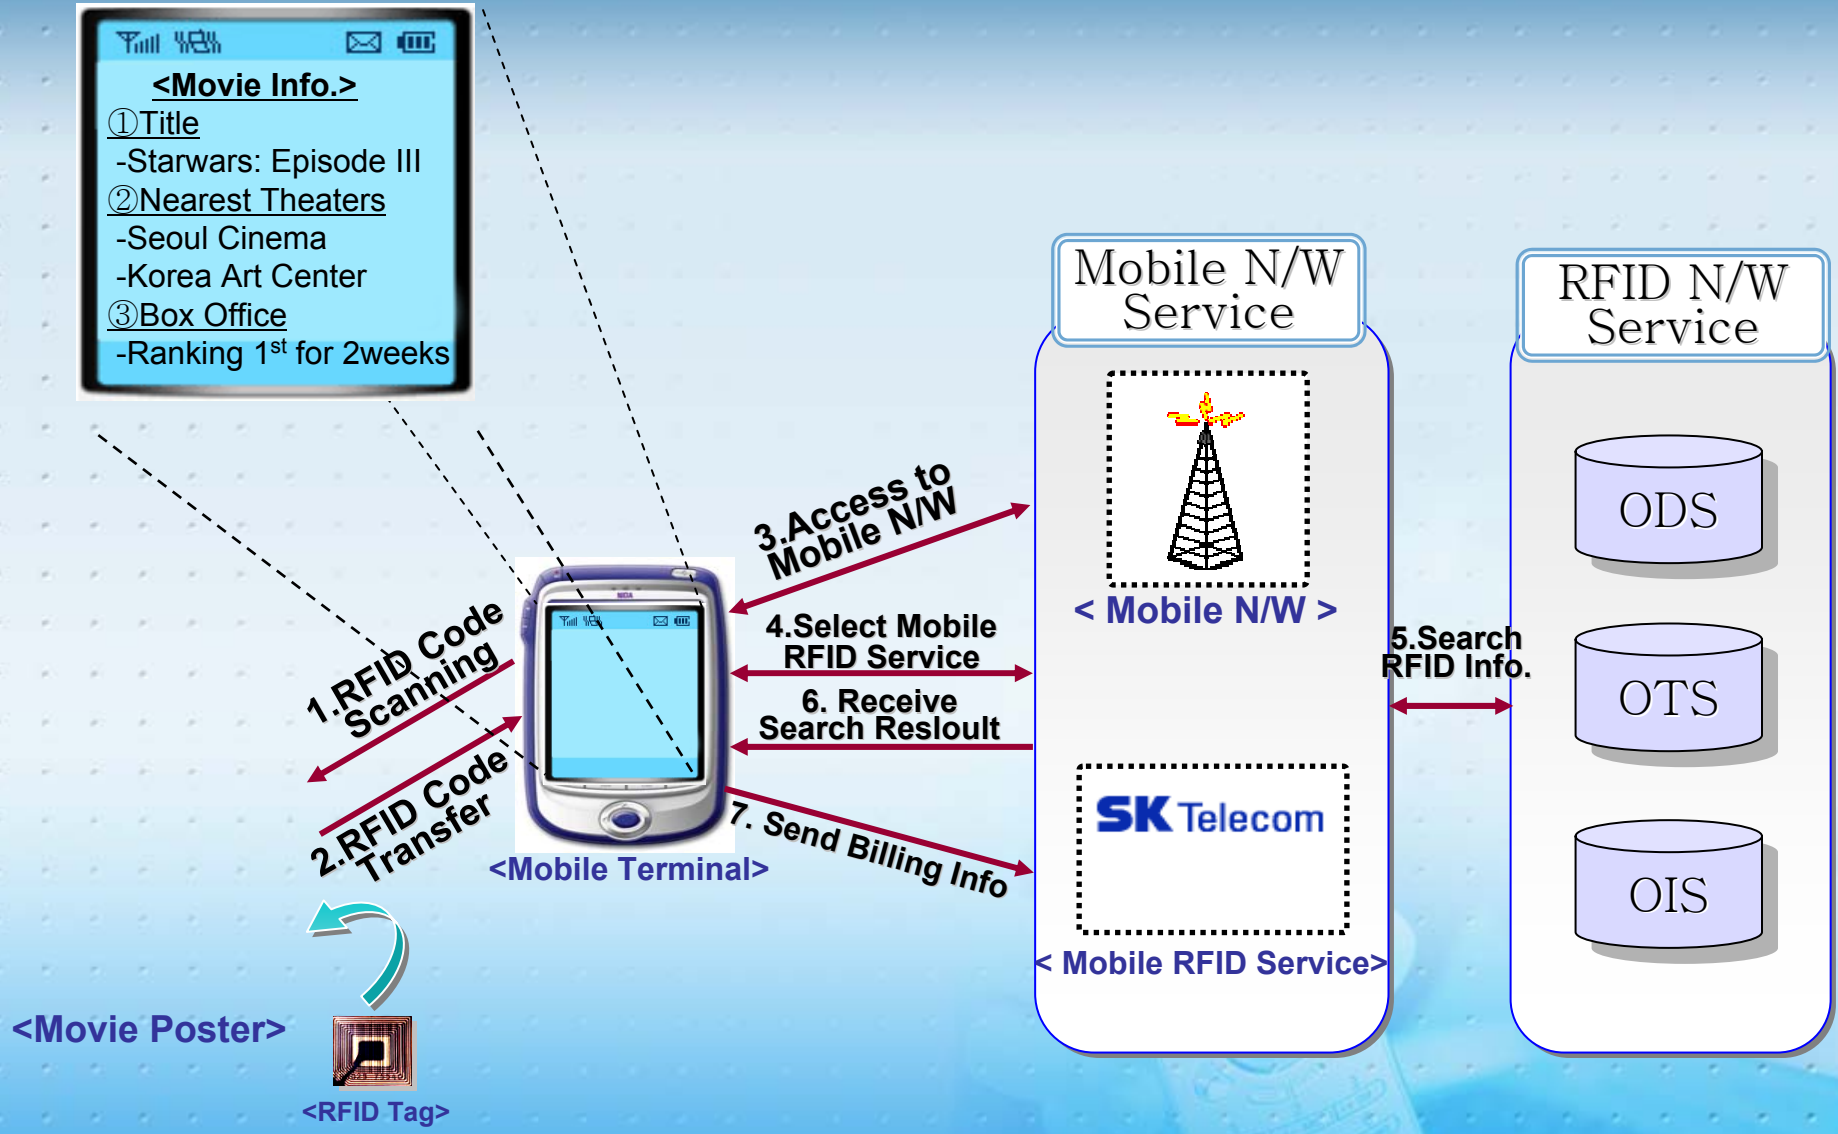 <Movie Info.>
①Title
-Starwars: Episode III
②Nearest Theaters
-Seoul Cinema
-Korea Art Center
③Box Office
-Ranking 1st for 2weeks
Mobile N/W
Service
RFID N/W
Service
3.Access to
Mobile N/W
< Mobile N/W >
ODS
1.RFID Code
Scanning
4.Select Mobile
RFID Service
5.Search
RFID Info.
OTS
6. Receive
Search Resloult
2.RFID Code
Transfer
7. Send Billing Info
SK Telecom
<Mobile Terminal>
OIS
< Mobile RFID Service>
<Movie Poster>
<RFID Tag>